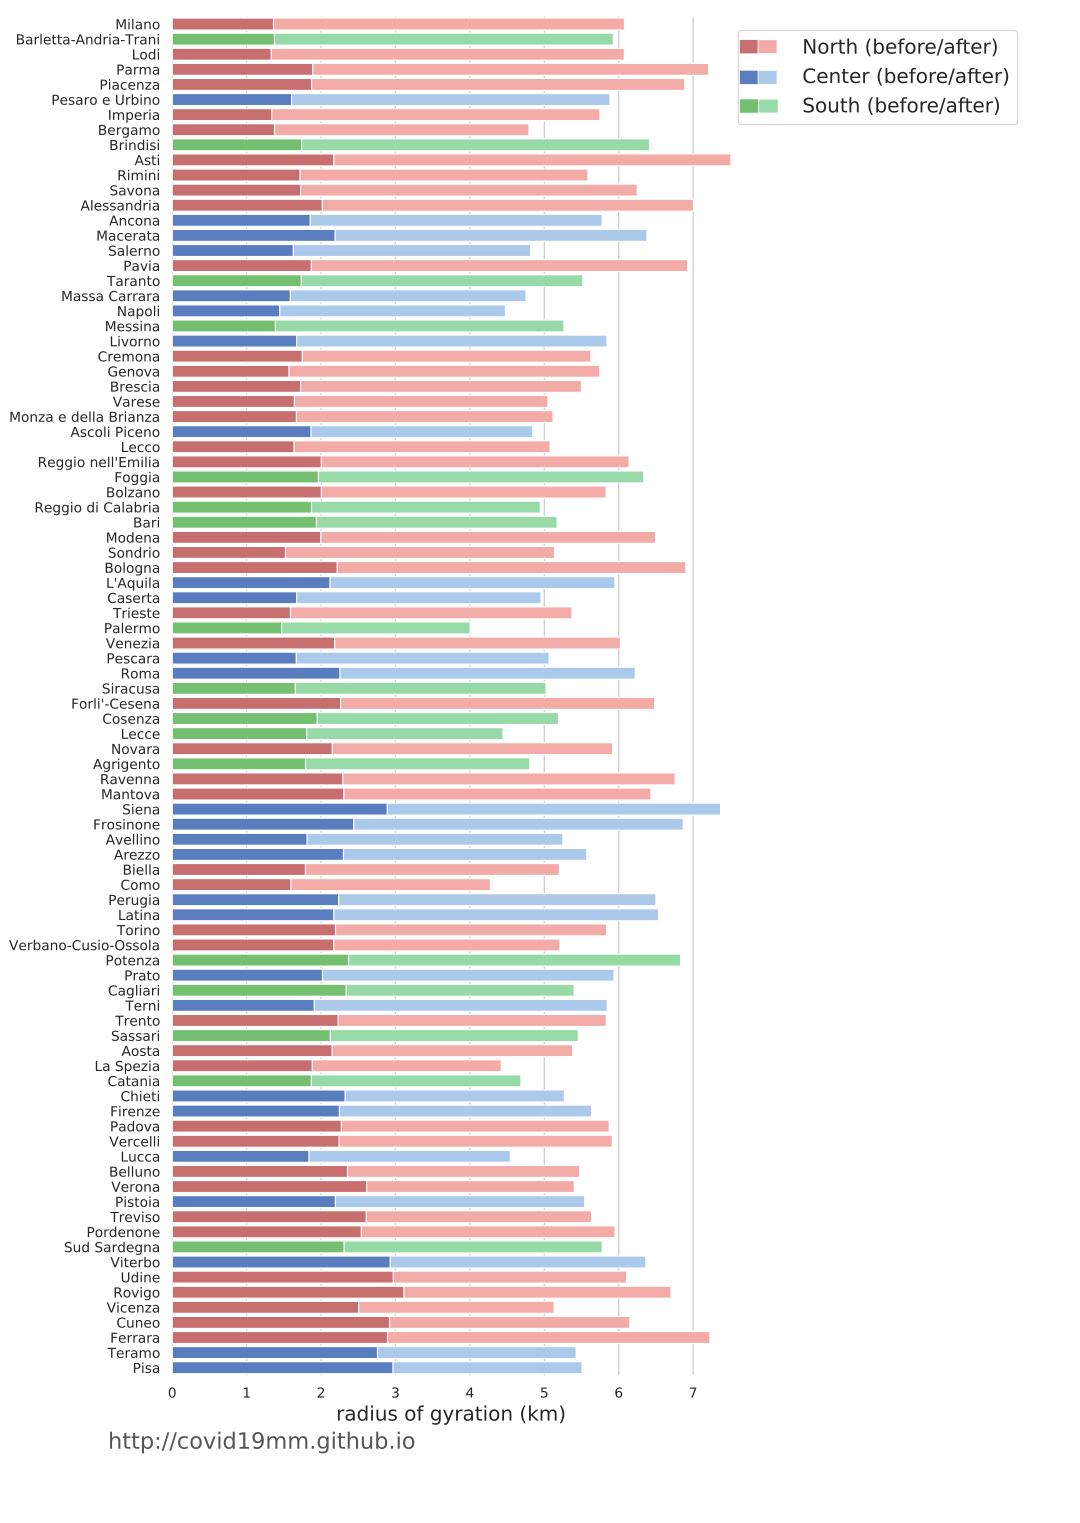 Milano
Barletta-Andria-Trani
Lodi
Parma
Piacenza
Pesaro e Urbino
Imperia
Bergamo
Brindisi
Asti
Rimini
Savona
Alessandria
Ancona
Macerata
Salerno
Pavia
Taranto
Massa Carrara
Napoli
Messina
Livorno
Cremona
Genova
Brescia
Varese
Monza e della Brianza
Ascoli Piceno
Lecco
Reggio nell'Emilia
Foggia
Bolzano
Reggio di Calabria
Bari
Modena
Sondrio
Bologna
L'Aquila
Caserta
Trieste
Palermo
Venezia
Pescara
Roma
Siracusa
Forli'-Cesena
Cosenza
Lecce
Novara
Agrigento
Ravenna
Mantova
Siena
Frosinone
Avellino
Arezzo
Biella
Como
Perugia
Latina
Torino
Verbano-Cusio-Ossola
Potenza
Prato
Cagliari
Terni
Trento
Sassari
Aosta
La Spezia
Catania
Chieti
Firenze
Padova
Vercelli
Lucca
Belluno
Verona
Pistoia
Treviso
Pordenone
Sud Sardegna
Viterbo
Udine
Rovigo
Vicenza
Cuneo
Ferrara
Teramo
Pisa
0 1 2 3 4 5 6 7
radius of gyration (km)
http://covid19mm.github.io
North (before/after)
Center (before/after)
South (before/after)